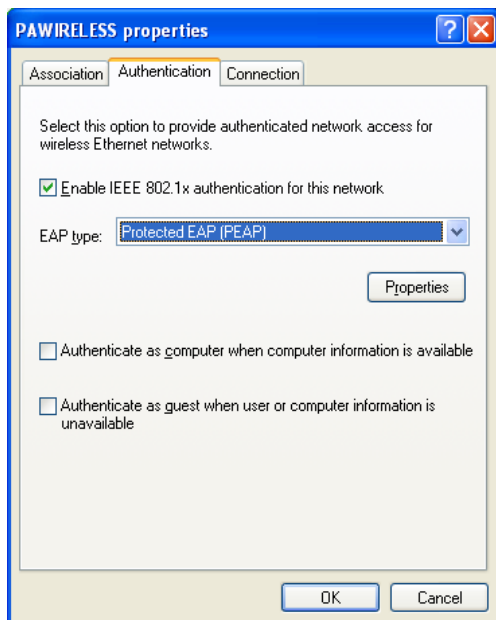 PAWIRELESS properties
Association Authentication Connection
Select this option to provide authenticated network access for
wireless Ethernet networks.
Enable IEEE 802.1x authentication for this network
EAP type: Protected EAP (PEAP)
Properties
Authenticate as computer when computer information is available
Authenticate as guest when user or computer information is
unavailable
OK Cancel